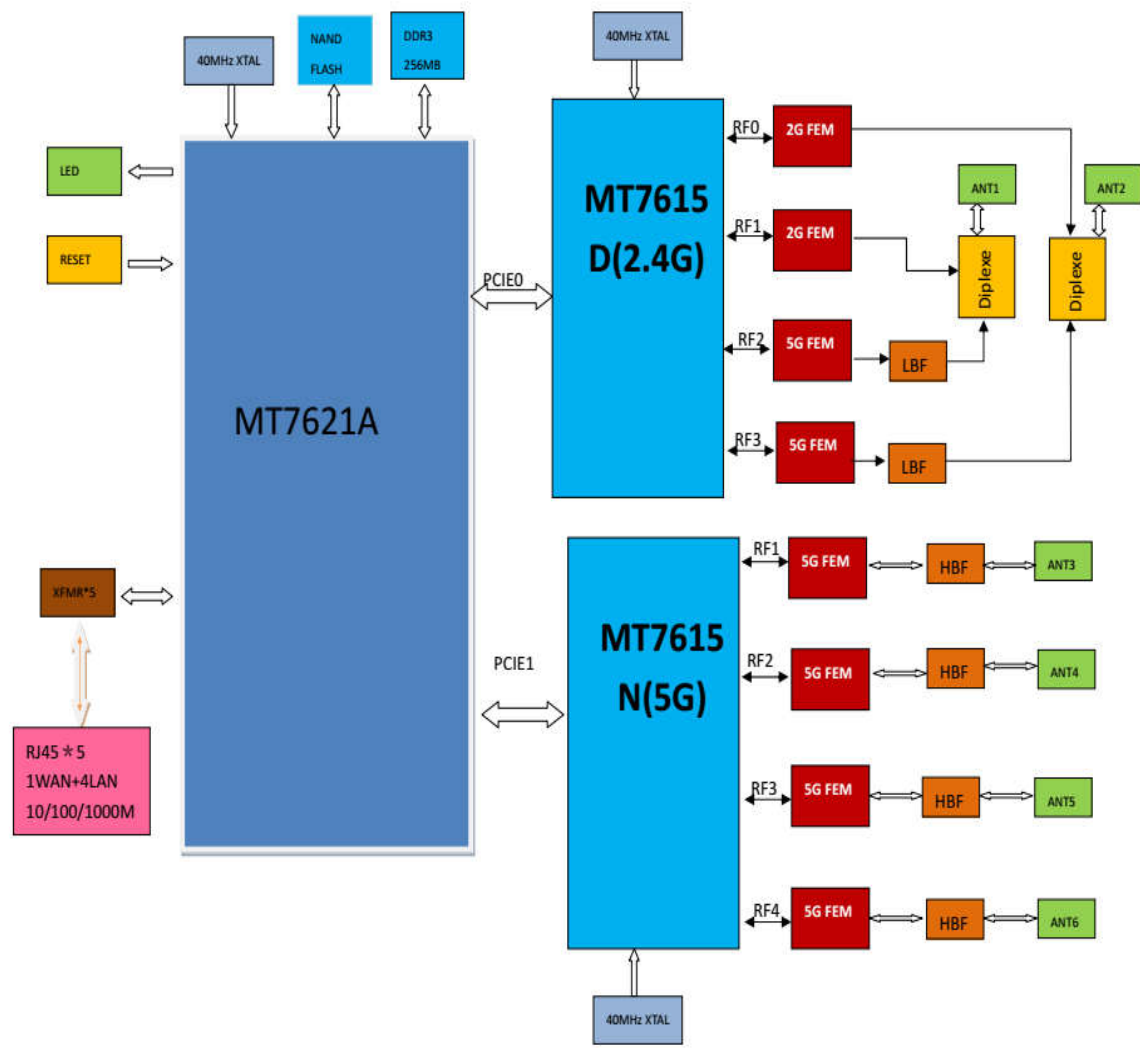 40MHz XTAL
NAND
FLASH
DDR3
256MB
40MHz XTAL
LED
RESET
MT7621A
PCIE0
MT7615
D(2.4G)
RF0
2G FEM
RF1
2G FEM
RF2
5G FEM
LBF
RF3
5G FEM
LBF
ANT1
ANT2
Diplexe
Diplexe
XFMR*5
RJ45*5
1WAN+4LAN
10/100/1000M
PCIE1
MT7615
N(5G)
RF1
5G FEM
HBF
ANT3
RF2
5G FEM
HBF
ANT4
RF3
5G FEM
HBF
ANT5
RF4
5G FEM
HBF
ANT6
40MHz XTAL